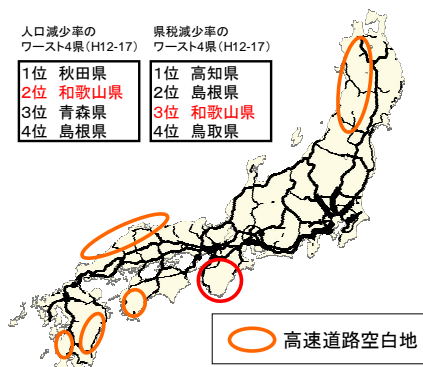 人口減少率の
ワースト4県(H12-17)
1位 秋田県
2位 和歌山県
3位 青森県
4位 島根県
県税減少率の
ワースト4県(H12-17)
1位 高知県
2位 島根県
3位 和歌山県
4位 鳥取県
高速道路空白地